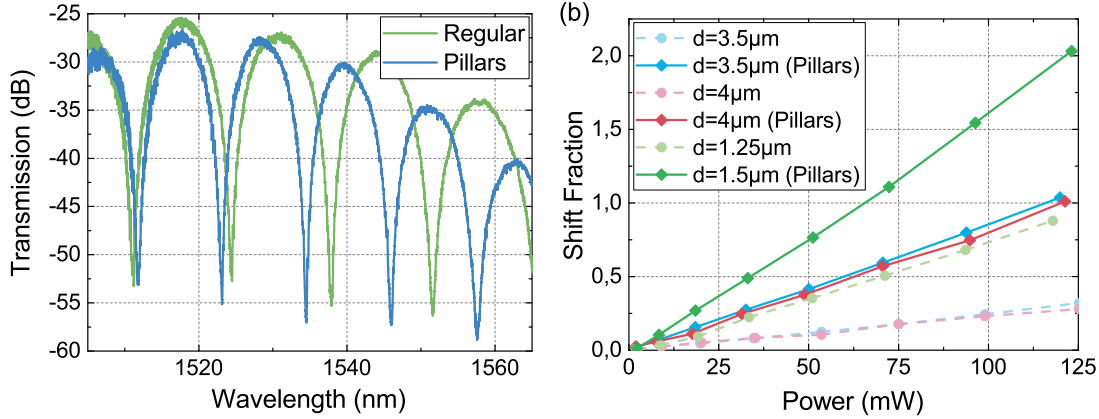 -25
-30
-35
-40
-45
-50
-55
-60
Transmission (dB)
Regular
Pillars
1520
1540
1560
Wavelength (nm)
(b)
2.0
1.5
1.0
0.5
0.0
Shift Fraction
d=3.5µm
d=3.5µm (Pillars)
d=4µm
d=4µm (Pillars)
d=1.25µm
d=1.5µm (Pillars)
0
25
50
75
100
125
Power (mW)